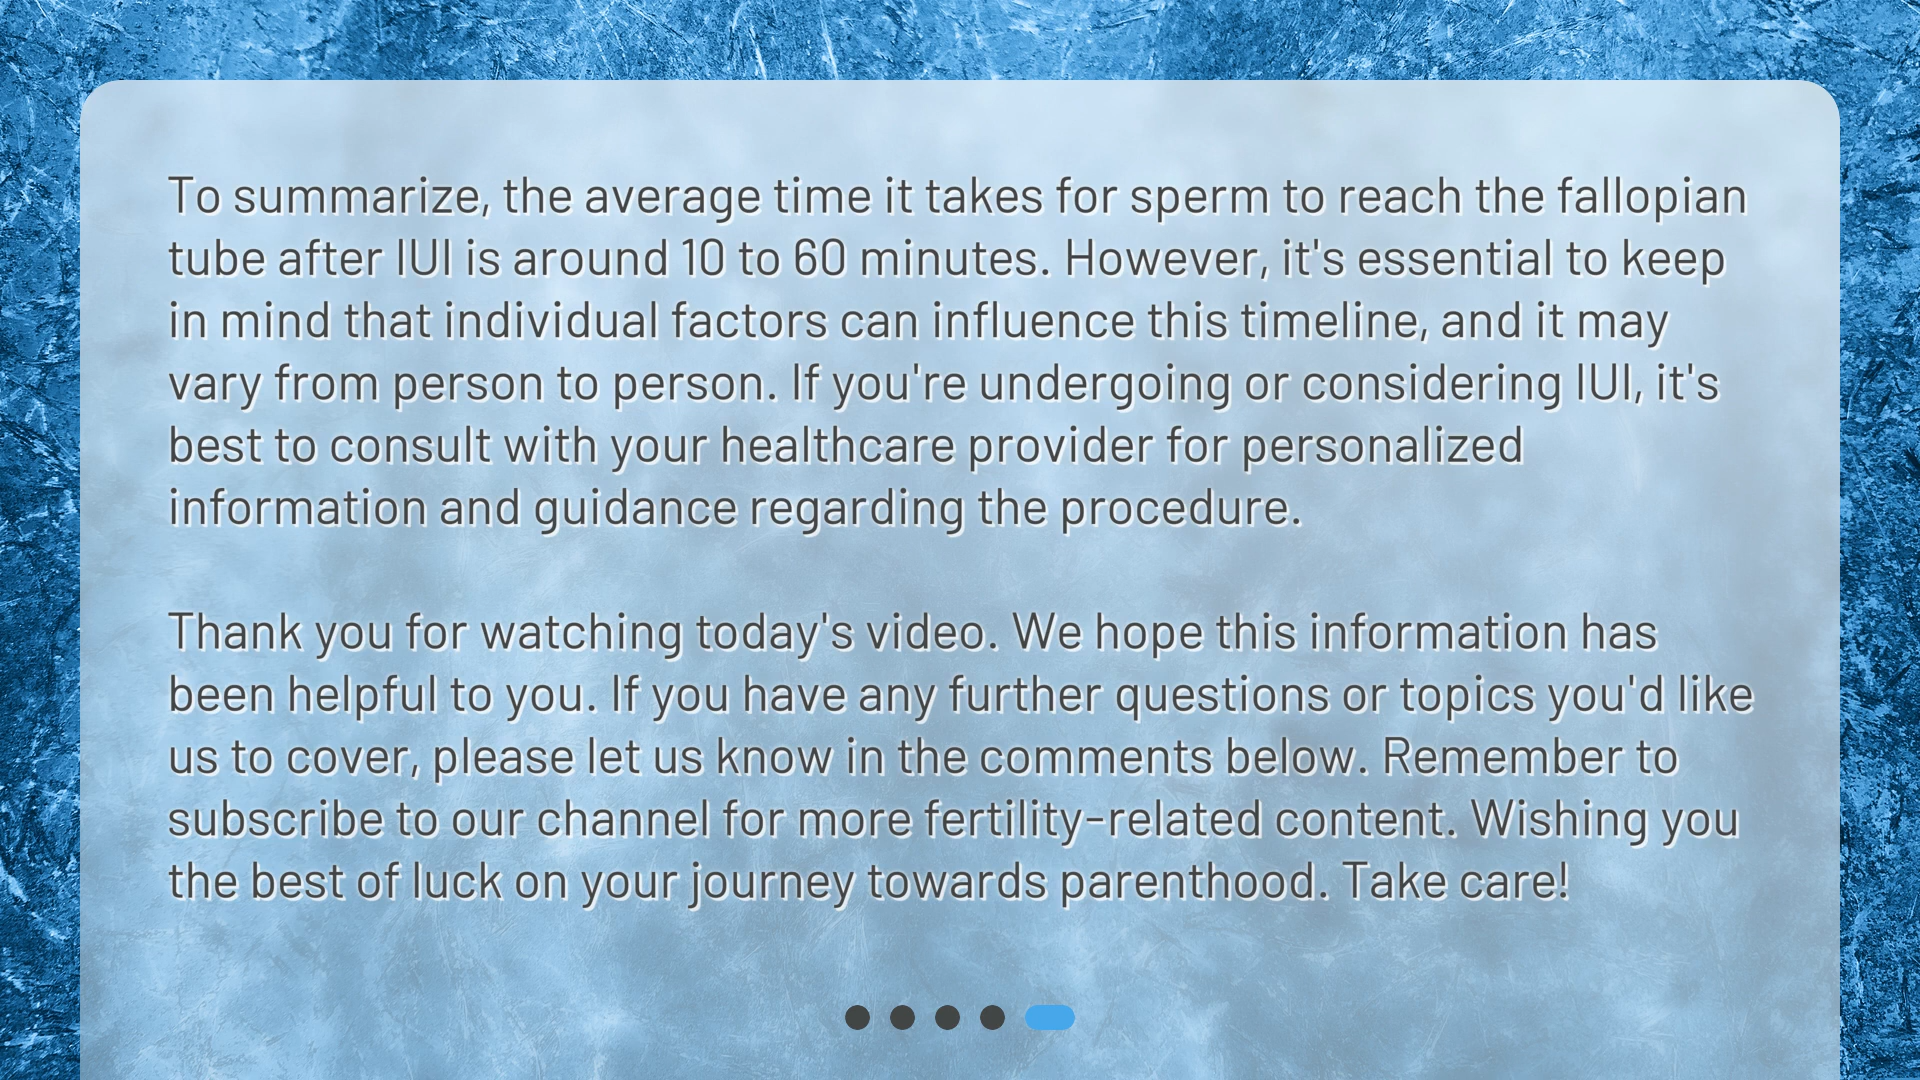 To summarize, the average time it takes for sperm to reach the fallopian
tube after IUI is around 10 to 60 minutes. However, it's essential to keep
in mind that individual factors can influence this timeline, and it may
vary from person to person. If you're undergoing or considering IUI, it's
best to consult with your healthcare provider for personalized
information and guidance regarding the procedure.
Thank you for watching today's video. We hope this information has
been helpful to you. If you have any further questions or topics you'd like
us to cover, please let us know in the comments below. Remember to
subscribe to our channel for more fertility-related content. Wishing you
the best of luck on your journey towards parenthood. Take care!